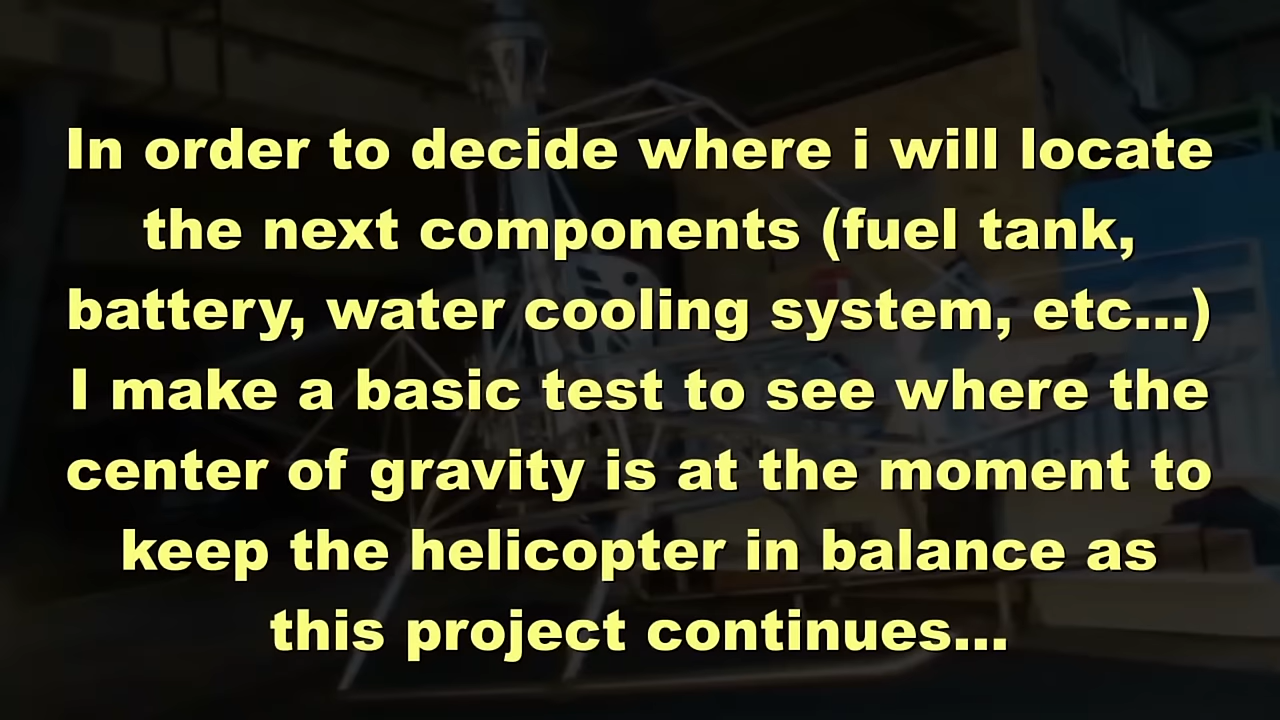 In order to decide where i will locate
the next components (fuel tank,
battery, water cooling system, etc...)
I make a basic test to see where the
center of gravity is at the moment to
keep the helicopter in balance as
this project continues...